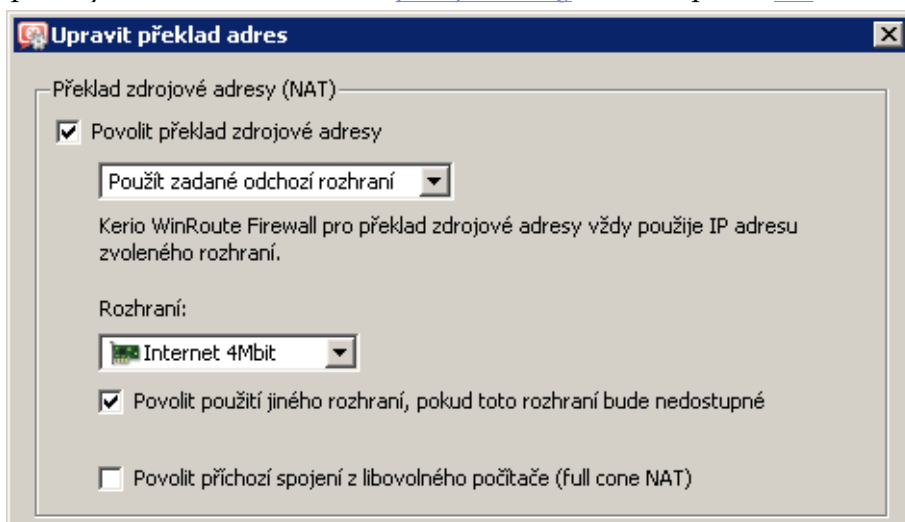 Upravit překlad adres
Překlad zdrojové adresy (NAT)
Povolit překlad zdrojové adresy
Použít zadané odchozí rozhraní
Kerio WinRoute Firewall pro překlad zdrojové adresy vždy použije IP adresu
zvoleného rozhraní.
Rozhraní:
Internet 4Mbit
Povolit použití jiného rozhraní, pokud toto rozhraní bude nedostupné
Povolit příchozí spojení z libovolného počítače (full cone NAT)